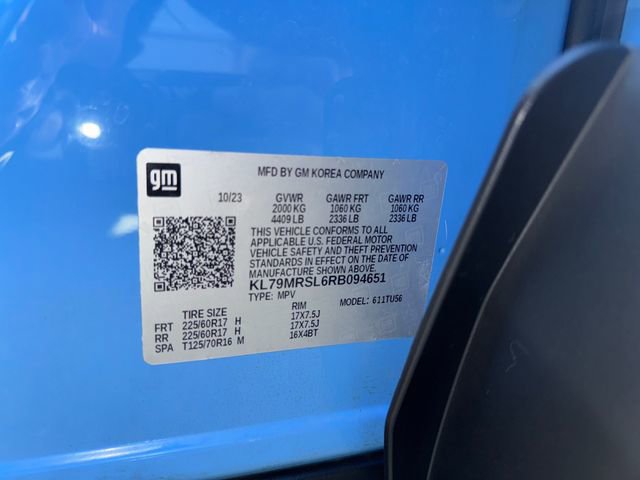 gm
MFD BY GM KOREA COMPANY
10/23 GVWR GAWR FRT GAWR RR
2000 KG 1060 KG 1060 KG
4409 LB 2336 LB 2336 LB
THIS VEHICLE CONFORMS TO ALL
APPLICABLE U.S. FEDERAL MOTOR
VEHICLE SAFETY AND THEFT PREVENTION
STANDARDS IN EFFECT ON THE DATE OF
MANUFACTURE SHOWN ABOVE.
KL79MRSL6RB094651
TYPE: MPV MODEL: 611TU56
TIRE SIZE RIM
FRT 225/60R17 H 17X7.5J
RR 225/60R17 H 17X7.5J
SPA T125/70R16 M 16X4BT